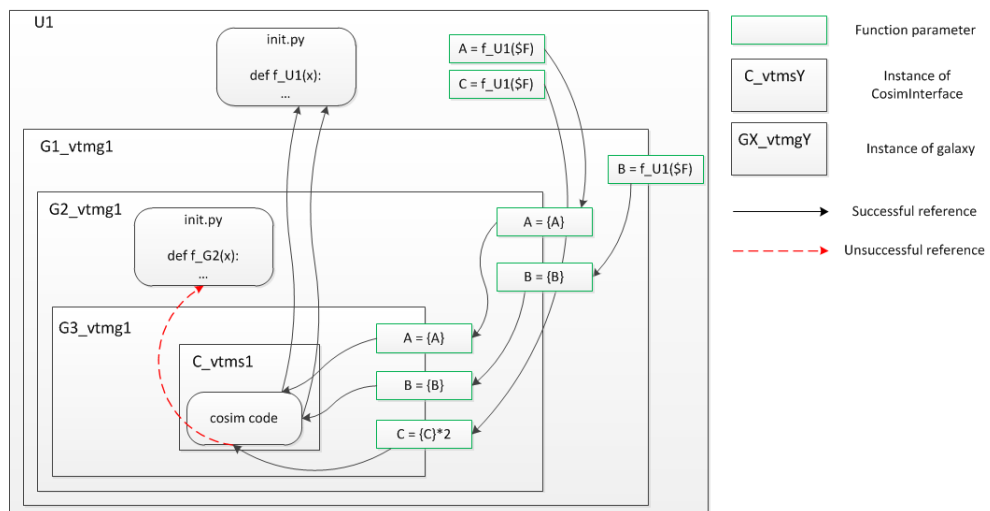 U1
init.py
def f_U1(x):
...
A = f_U1($F)
C = f_U1($F)
G1_vtmg1
B = f_U1($F)
G2_vtmg1
init.py
def f_G2(x):
...
A = {A}
B = {B}
G3_vtmg1
A = {A}
C_vtms1
B = {B}
cosim code
C = {C}*2
Function parameter
C_vtmsY
Instance of
CosimInterface
GX_vtmgY
Instance of galaxy
Successful reference
Unsuccessful reference